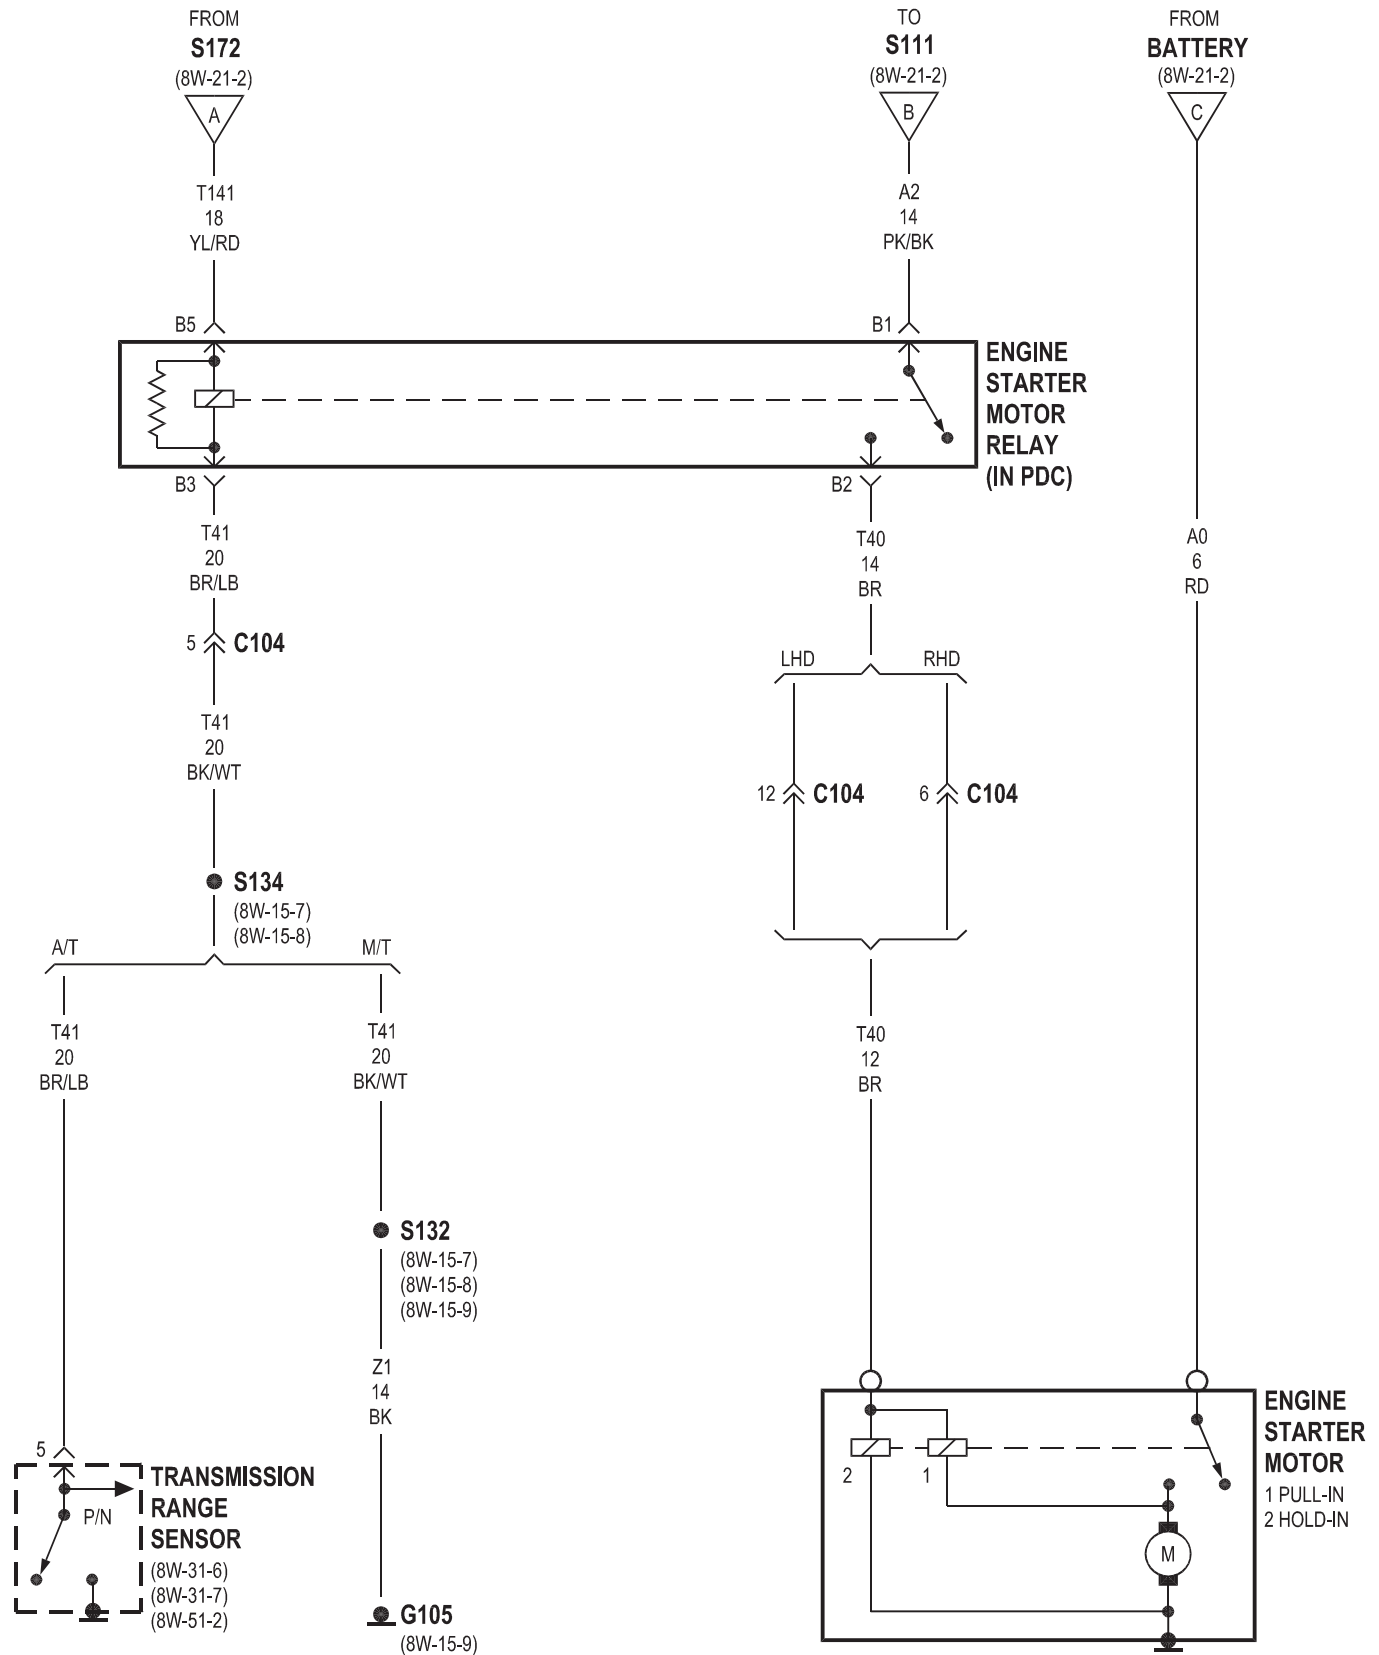 FROM
S172
(8W-21-2)
A
T141
18
YL/RD
B5
TO
S111
(8W-21-2)
B
A2
14
PK/BK
B1
FROM
BATTERY
(8W-21-2)
C
ENGINE
STARTER
MOTOR
RELAY
(IN PDC)
B3
T41
20
BR/LB
5
C104
T41
20
BK/WT
S134
(8W-15-7)
(8W-15-8)
B2
T40
14
BR
LHD
RHD
12
C104
6
C104
A0
6
RD
A/T
M/T
T41
20
BR/LB
T41
20
BK/WT
T40
12
BR
S132
(8W-15-7)
(8W-15-8)
(8W-15-9)
Z1
14
BK
5
TRANSMISSION
RANGE
SENSOR
(8W-31-6)
(8W-31-7)
(8W-51-2)
P/N
G105
(8W-15-9)
2
1
M
ENGINE
STARTER
MOTOR
1 PULL-IN
2 HOLD-IN